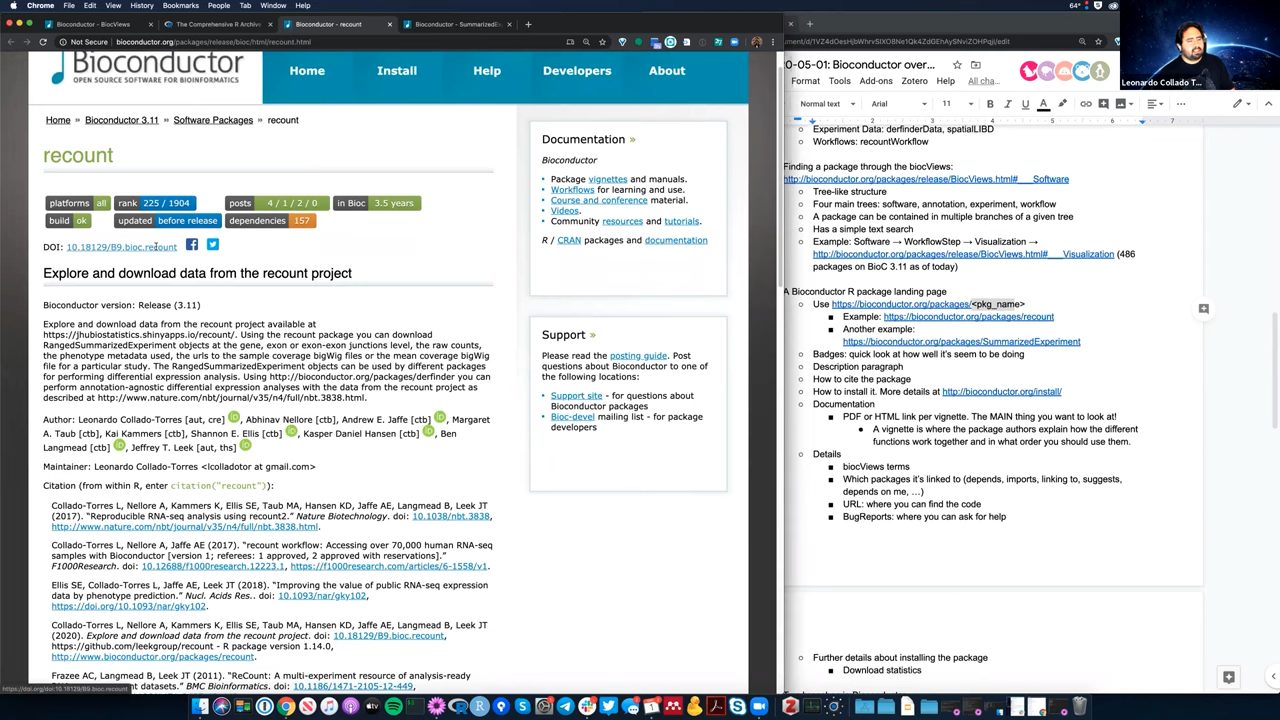 Chrome File Edit View History Bookmarks People Tab Window Help
64°
Bioconductor - BiocViews
The Comprehensive R Archive
Bioconductor - recount
Bioconductor - SummarizedEx
Not Secure | bioconductor.org/packages/release/bioc/html/recount.html
Bioconductor
OPEN SOURCE SOFTWARE FOR BIOINFORMATICS
Home Install Help Developers About
Home » Bioconductor 3.11 » Software Packages » recount
recount
platforms all rank 225 / 1904 posts 4 / 1 / 2 / 0 in Bioc 3.5 years
build ok updated before release dependencies 157
DOI: 10.18129/B9.bioc.recount
Explore and download data from the recount project
Bioconductor version: Release (3.11)
Explore and download data from the recount project available at
https://jhubiostatistics.shinyapps.io/recount/. Using the recount package you can download
RangedSummarizedExperiment objects at the gene, exon or exon-exon junctions level, the raw counts,
the phenotype metadata used, the urls to the sample coverage bigWig files or the mean coverage bigWig
file for a particular study. The RangedSummarizedExperiment objects can be used by different packages
for performing differential expression analysis. Using http://bioconductor.org/packages/derfinder you can
perform annotation-agnostic differential expression analyses with the data from the recount project as
described at http://www.nature.com/nbt/journal/v35/n4/full/nbt.3838.html.
Author: Leonardo Collado-Torres [aut, cre] , Abhinav Nellore [ctb], Andrew E. Jaffe [ctb] , Margaret
A. Taub [ctb], Kai Kammers [ctb], Shannon E. Ellis [ctb] , Kasper Daniel Hansen [ctb] , Ben
Langmead [ctb] , Jeffrey T. Leek [aut, ths]
Maintainer: Leonardo Collado-Torres <lcolladotor at gmail.com>
Citation (from within R, enter citation("recount")):
Collado-Torres L, Nellore A, Kammers K, Ellis SE, Taub MA, Hansen KD, Jaffe AE, Langmead B, Leek JT
(2017). “Reproducible RNA-seq analysis using recount2.” Nature Biotechnology. doi: 10.1038/nbt.3838,
http://www.nature.com/nbt/journal/v35/n4/full/nbt.3838.html.
Collado-Torres L, Nellore A, Jaffe AE (2017). “recount workflow: Accessing over 70,000 human RNA-seq
samples with Bioconductor [version 1; referees: 1 approved, 2 approved with reservations].”
F1000Research. doi: 10.12688/f1000research.12223.1, https://f1000research.com/articles/6-1558/v1.
Ellis SE, Collado-Torres L, Jaffe AE, Leek JT (2018). “Improving the value of public RNA-seq expression
data by phenotype prediction.” Nucl. Acids Res.. doi: 10.1093/nar/gky102,
https://doi.org/10.1093/nar/gky102.
Collado-Torres L, Nellore A, Kammers K, Ellis SE, Taub MA, Hansen KD, Jaffe AE, Langmead B, Leek JT
(2020). Explore and download data from the recount project. doi: 10.18129/B9.bioc.recount,
https://github.com/leekgroup/recount - R package version 1.14.0,
http://www.bioconductor.org/packages/recount.
Frazee AC, Langmead B, Leek JT (2011). “ReCount: A multi-experiment resource of analysis-ready
datasets.” BMC Bioinformatics. doi: 10.1186/1471-2105-12-449,
https://doi.org/doi/10.18129/B9.bioc.recount
Documentation »
Bioconductor
Package vignettes and manuals.
Workflows for learning and use.
Course and conference material.
Videos.
Community resources and tutorials.
R / CRAN packages and documentation
Support »
Please read the posting guide. Post
questions about Bioconductor to one of
the following locations:
Support site - for questions about
Bioconductor packages
Bioc-devel mailing list - for package
developers
Leonardo Collado T...
0-05-01: Bioconductor over...
Format Tools Add-ons Zotero Help All cha...
Normal text Arial 11
Experiment Data: derfinderData, spatialLIBD
Workflows: recountWorkflow
Finding a package through the biocViews:
http://bioconductor.org/packages/release/BiocViews.html#___Software
Tree-like structure
Four main trees: software, annotation, experiment, workflow
A package can be contained in multiple branches of a given tree
Has a simple text search
Example: Software → WorkflowStep → Visualization →
http://bioconductor.org/packages/release/BiocViews.html#___Visualization (486
packages on BioC 3.11 as of today)
A Bioconductor R package landing page
Use https://bioconductor.org/packages/<pkg_name>
Example: https://bioconductor.org/packages/recount
Another example:
https://bioconductor.org/packages/SummarizedExperiment
Badges: quick look at how well it’s seem to be doing
Description paragraph
How to cite the package
How to install it. More details at http://bioconductor.org/install/
Documentation
PDF or HTML link per vignette. The MAIN thing you want to look at!
A vignette is where the package authors explain how the different
functions work together and in what order you should use them.
Details
biocViews terms
Which packages it’s linked to (depends, imports, linking to, suggests,
depends on me, …)
URL: where you can find the code
BugReports: where you can ask for help
Further details about installing the package
Download statistics